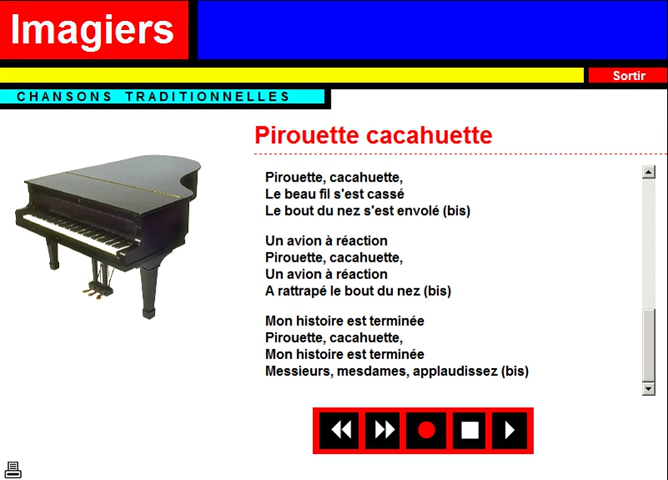 Imagiers
Sortir
CHANSONS TRADITIONNELLES
Pirouette cacahuette
Pirouette, cacahuette,
Le beau fil s'est cassé
Le bout du nez s'est envolé (bis)
Un avion à réaction
Pirouette, cacahuette,
Un avion à réaction
A rattrapé le bout du nez (bis)
Mon histoire est terminée
Pirouette, cacahuette,
Mon histoire est terminée
Messieurs, mesdames, applaudissez (bis)